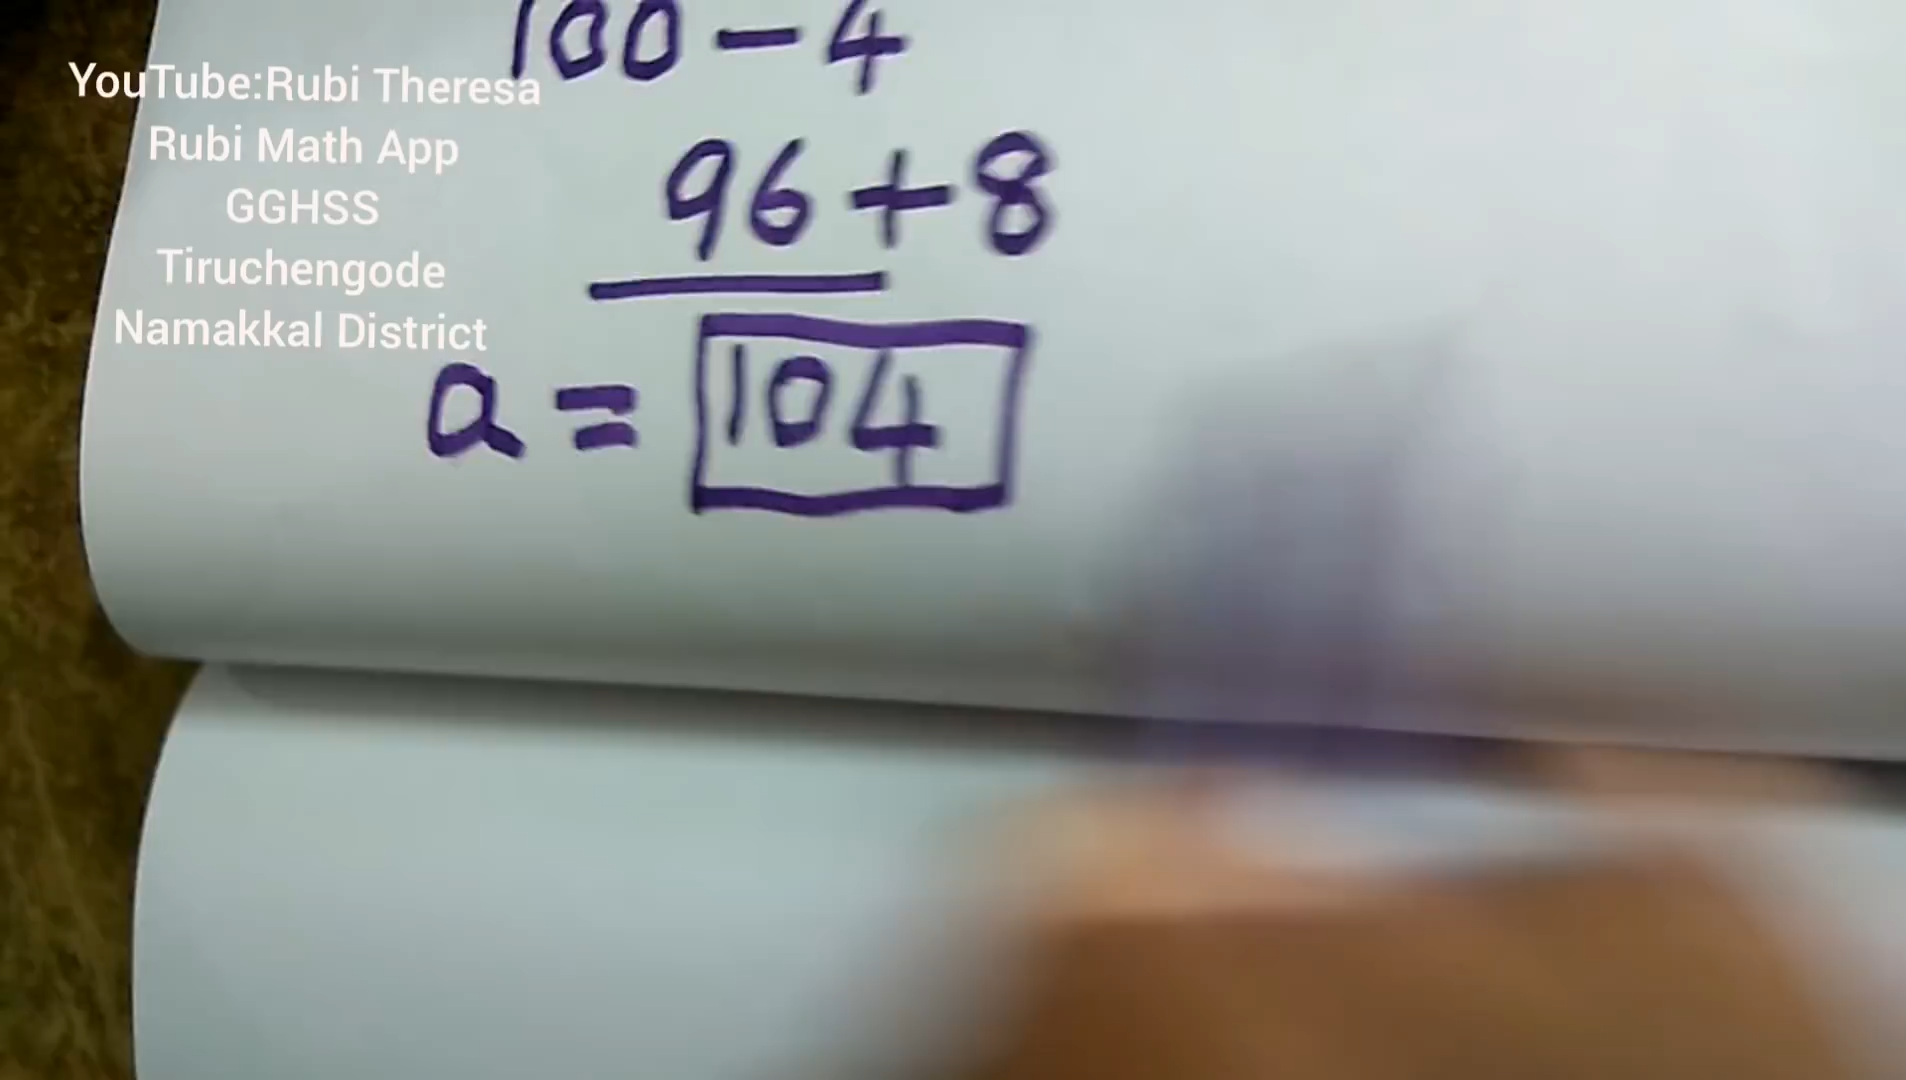 100 - 4
YouTube:Rubi Theresa
Rubi Math App
GGHSS
Tiruchengode
Namakkal District
96 + 8
a = 104